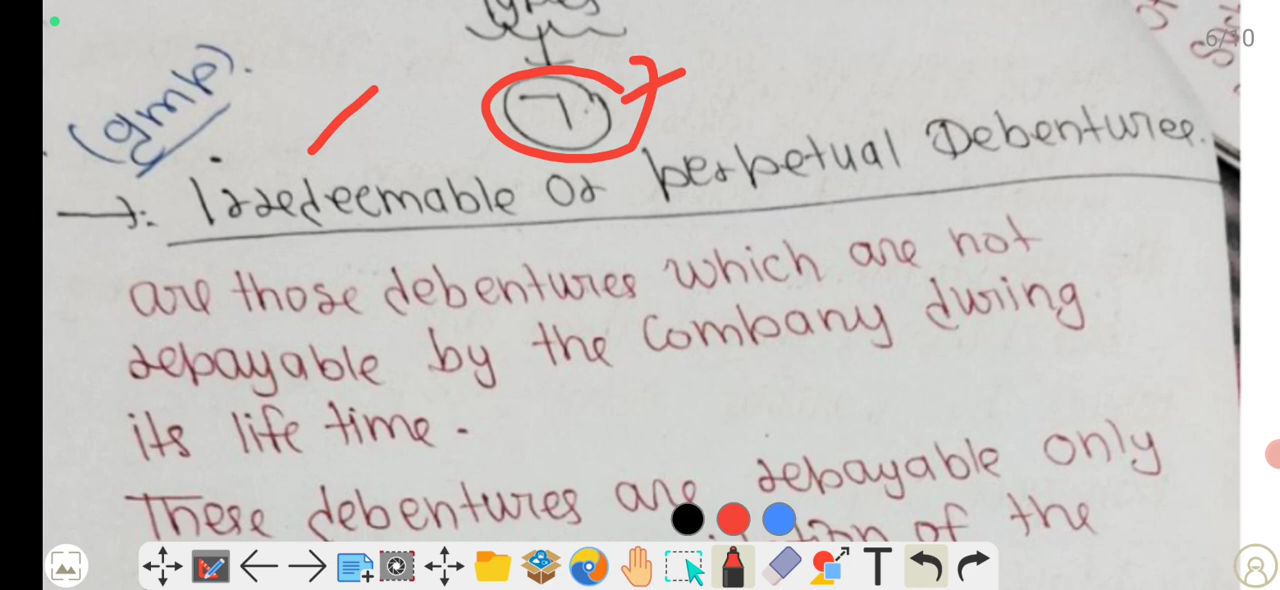 6/10
(Imp).
7.
→: Irredeemable Or perpetual Debentures.
are those debentures which are not
repayable by the Company during
its life time.
These debentures are repayable only
of the
T